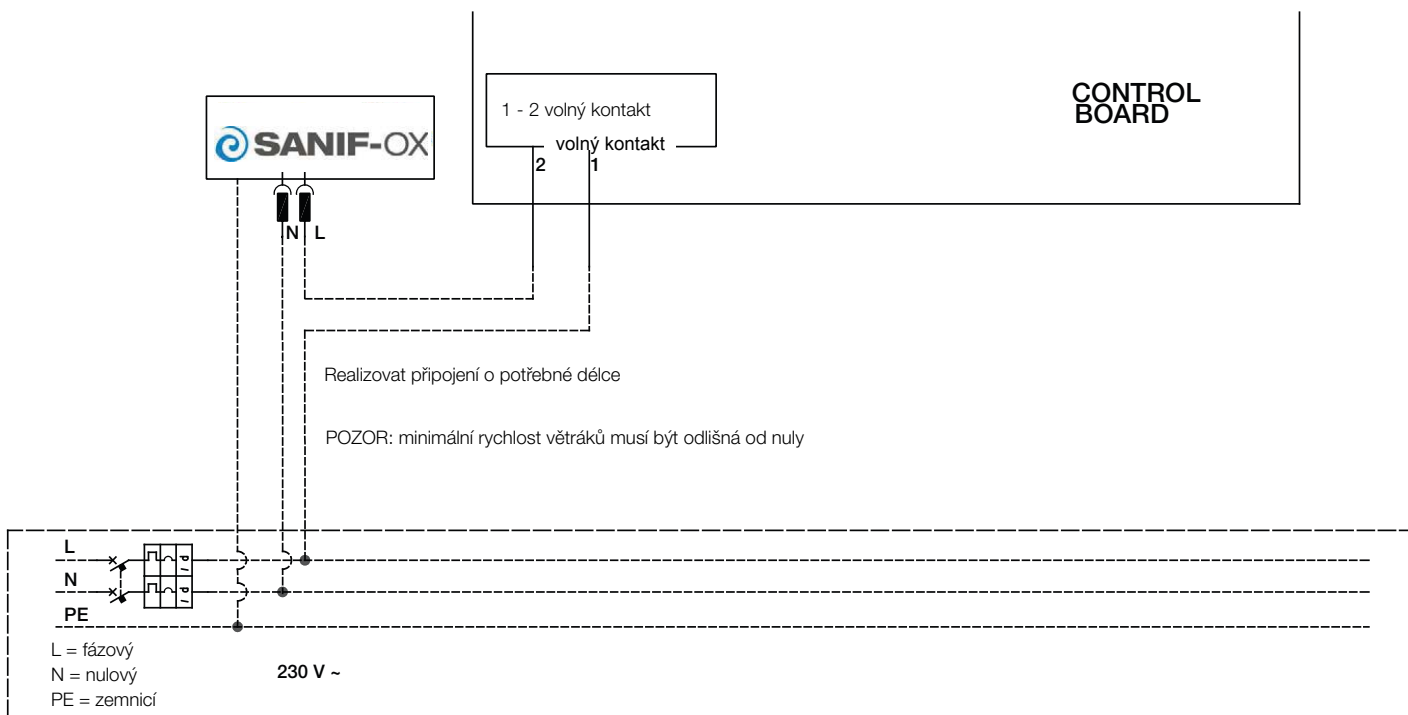 CONTROL
BOARD
1 - 2 volný kontakt
volný kontakt
2
1
SANIF-OX
N
L
Realizovat připojení o potřebné délce
POZOR: minimální rychlost větráků musí být odlišná od nuly
L
P I
N
P I
PE
L = fázový
N = nulový
230 V ~
PE = zemnicí